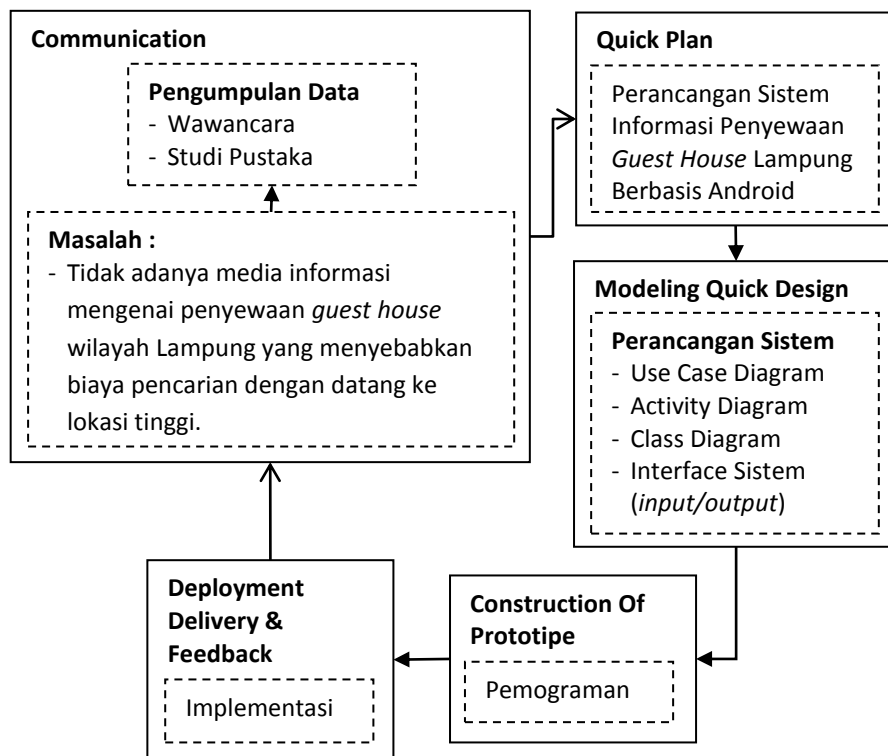 Communication
Pengumpulan Data
- Wawancara
- Studi Pustaka
Masalah :
- Tidak adanya media informasi
mengenai penyewaan guest house
wilayah Lampung yang menyebabkan
biaya pencarian dengan datang ke
lokasi tinggi.
Quick Plan
Perancangan Sistem
Informasi Penyewaan
Guest House Lampung
Berbasis Android
Modeling Quick Design
Perancangan Sistem
- Use Case Diagram
- Activity Diagram
- Class Diagram
- Interface Sistem
(input/output)
Construction Of
Prototipe
Pemograman
Deployment
Delivery &
Feedback
Implementasi